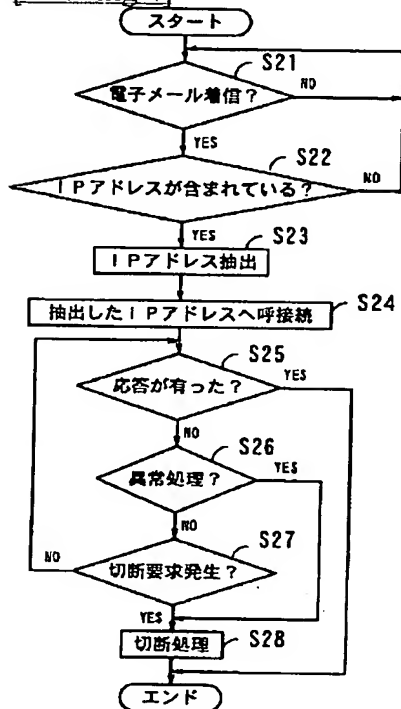 スタート
S21
電子メール着信?
NO
YES
S22
IPアドレスが含まれている?
NO
YES
S23
IPアドレス抽出
S24
抽出したIPアドレスへ呼接続
S25
応答が有った?
YES
NO
S26
異常処理?
YES
NO
S27
NO
切断要求発生?
YES
S28
切断処理
エンド